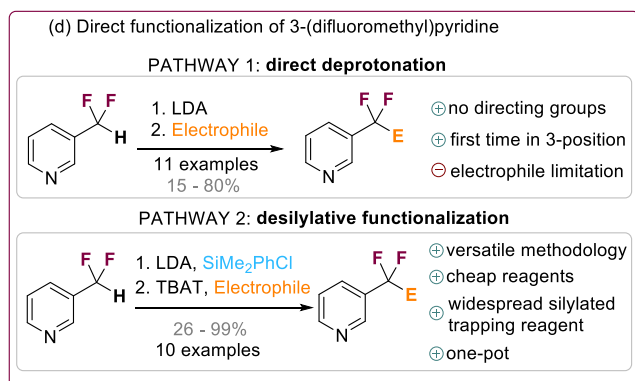 (d) Direct functionalization of 3-(difluoromethyl)pyridine
PATHWAY 1: direct deprotonation
F F
H
N
1. LDA
2. Electrophile
11 examples
15 - 80%
F F
E
N
⊕ no directing groups
⊕ first time in 3-position
⊖ electrophile limitation
PATHWAY 2: desilylative functionalization
F F
H
N
1. LDA, SiMe₂PhCl
2. TBAT, Electrophile
26 - 99%
10 examples
F F
E
N
⊕ versatile methodology
⊕ cheap reagents
⊕ widespread silylated
trapping reagent
⊕ one-pot